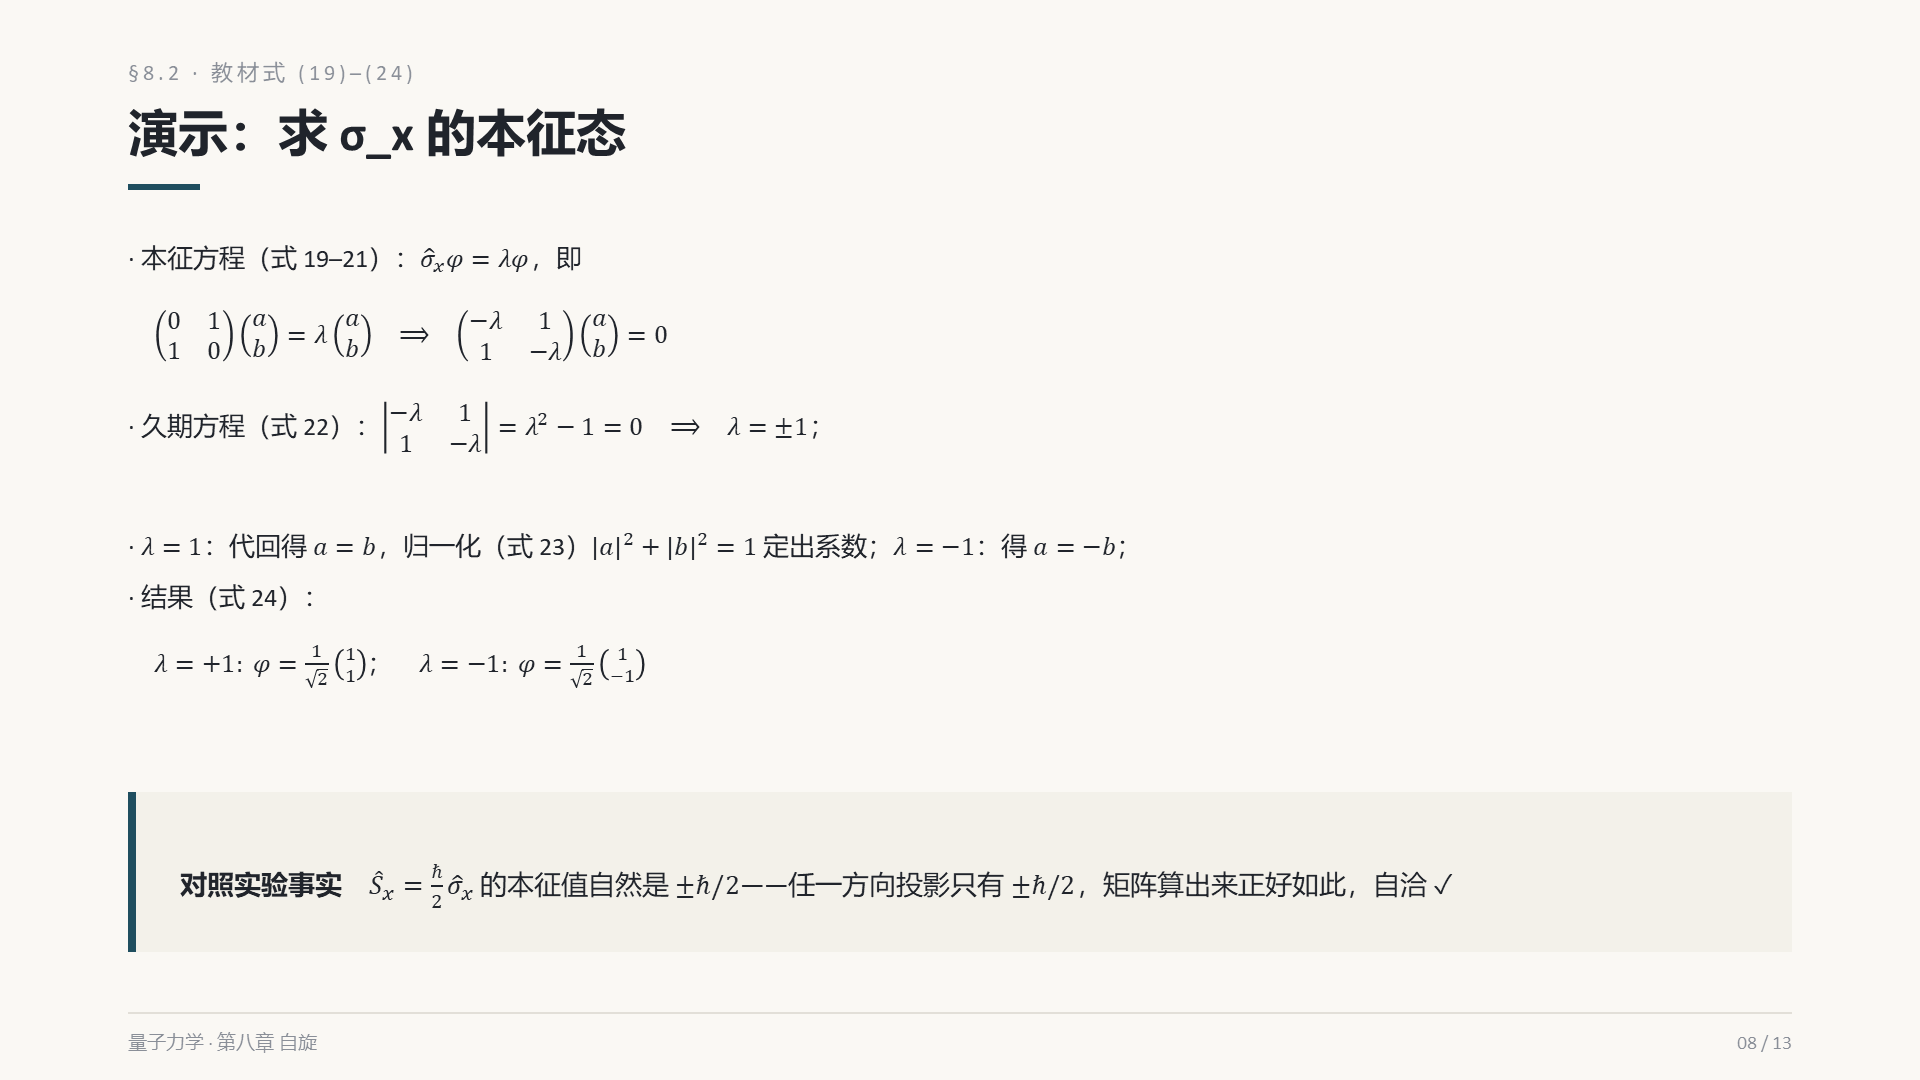 §8.2 · 教材式 (19)–(24)
演示：求 σ_x 的本征态
· 本征方程（式 19–21）：σ̂ₓφ = λφ，即
(0 1; 1 0)(a; b) = λ(a; b) ⟹ (−λ 1; 1 −λ)(a; b) = 0
· 久期方程（式 22）：|−λ 1; 1 −λ| = λ² − 1 = 0 ⟹ λ = ±1；
· λ = 1：代回得 a = b，归一化（式 23）|a|² + |b|² = 1 定出系数；λ = −1：得 a = −b；
· 结果（式 24）：
λ = +1: φ = 1/√2 (1; 1)； λ = −1: φ = 1/√2 (1; −1)
对照实验事实 Ŝₓ = ℏ/2 σ̂ₓ 的本征值自然是 ±ℏ/2——任一方向投影只有 ±ℏ/2，矩阵算出来正好如此，自洽 ✓
量子力学 · 第八章 自旋
08 / 13